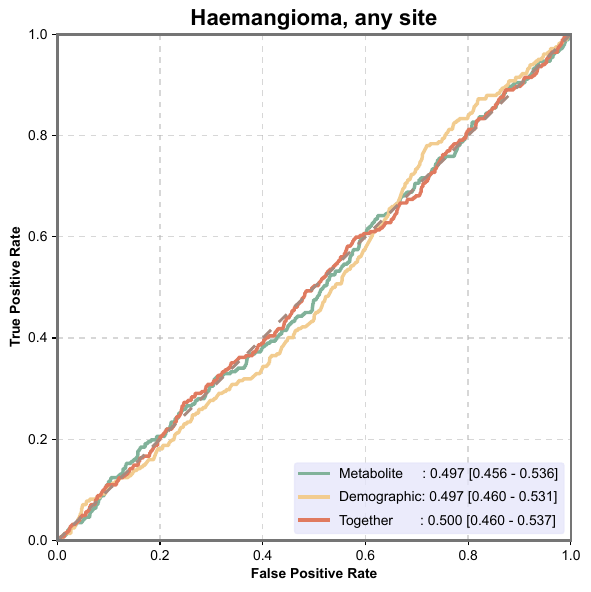 Haemangioma, any site
1.0
0.8
0.6
0.4
0.2
0.0
True Positive Rate
Metabolite : 0.497 [0.456 - 0.536]
Demographic: 0.497 [0.460 - 0.531]
Together : 0.500 [0.460 - 0.537]
0.0 0.2 0.4 0.6 0.8 1.0
False Positive Rate